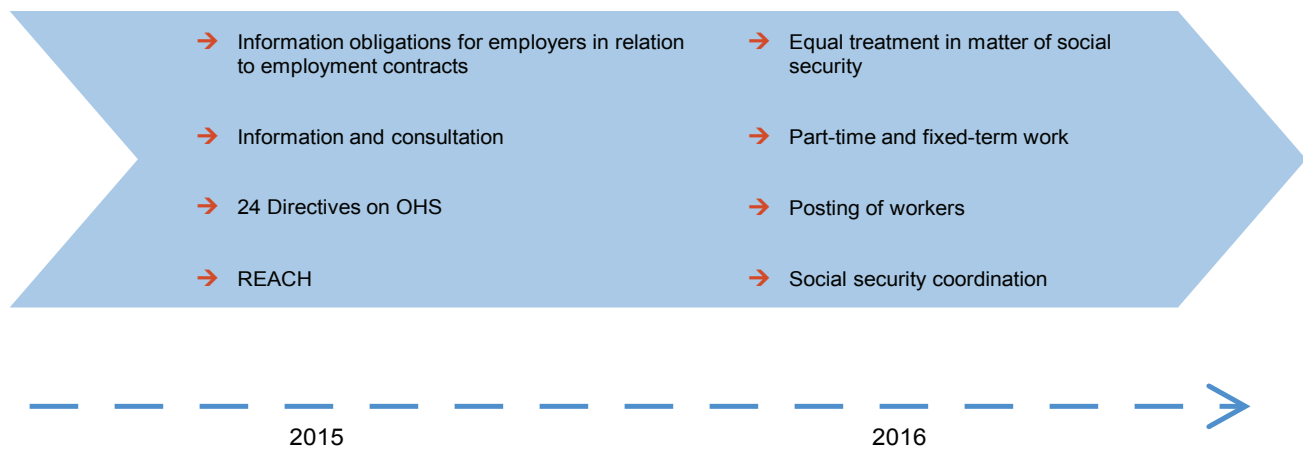 Information obligations for employers in relation
to employment contracts
Information and consultation
24 Directives on OHS
REACH
Equal treatment in matter of social
security
Part-time and fixed-term work
Posting of workers
Social security coordination
2015
2016